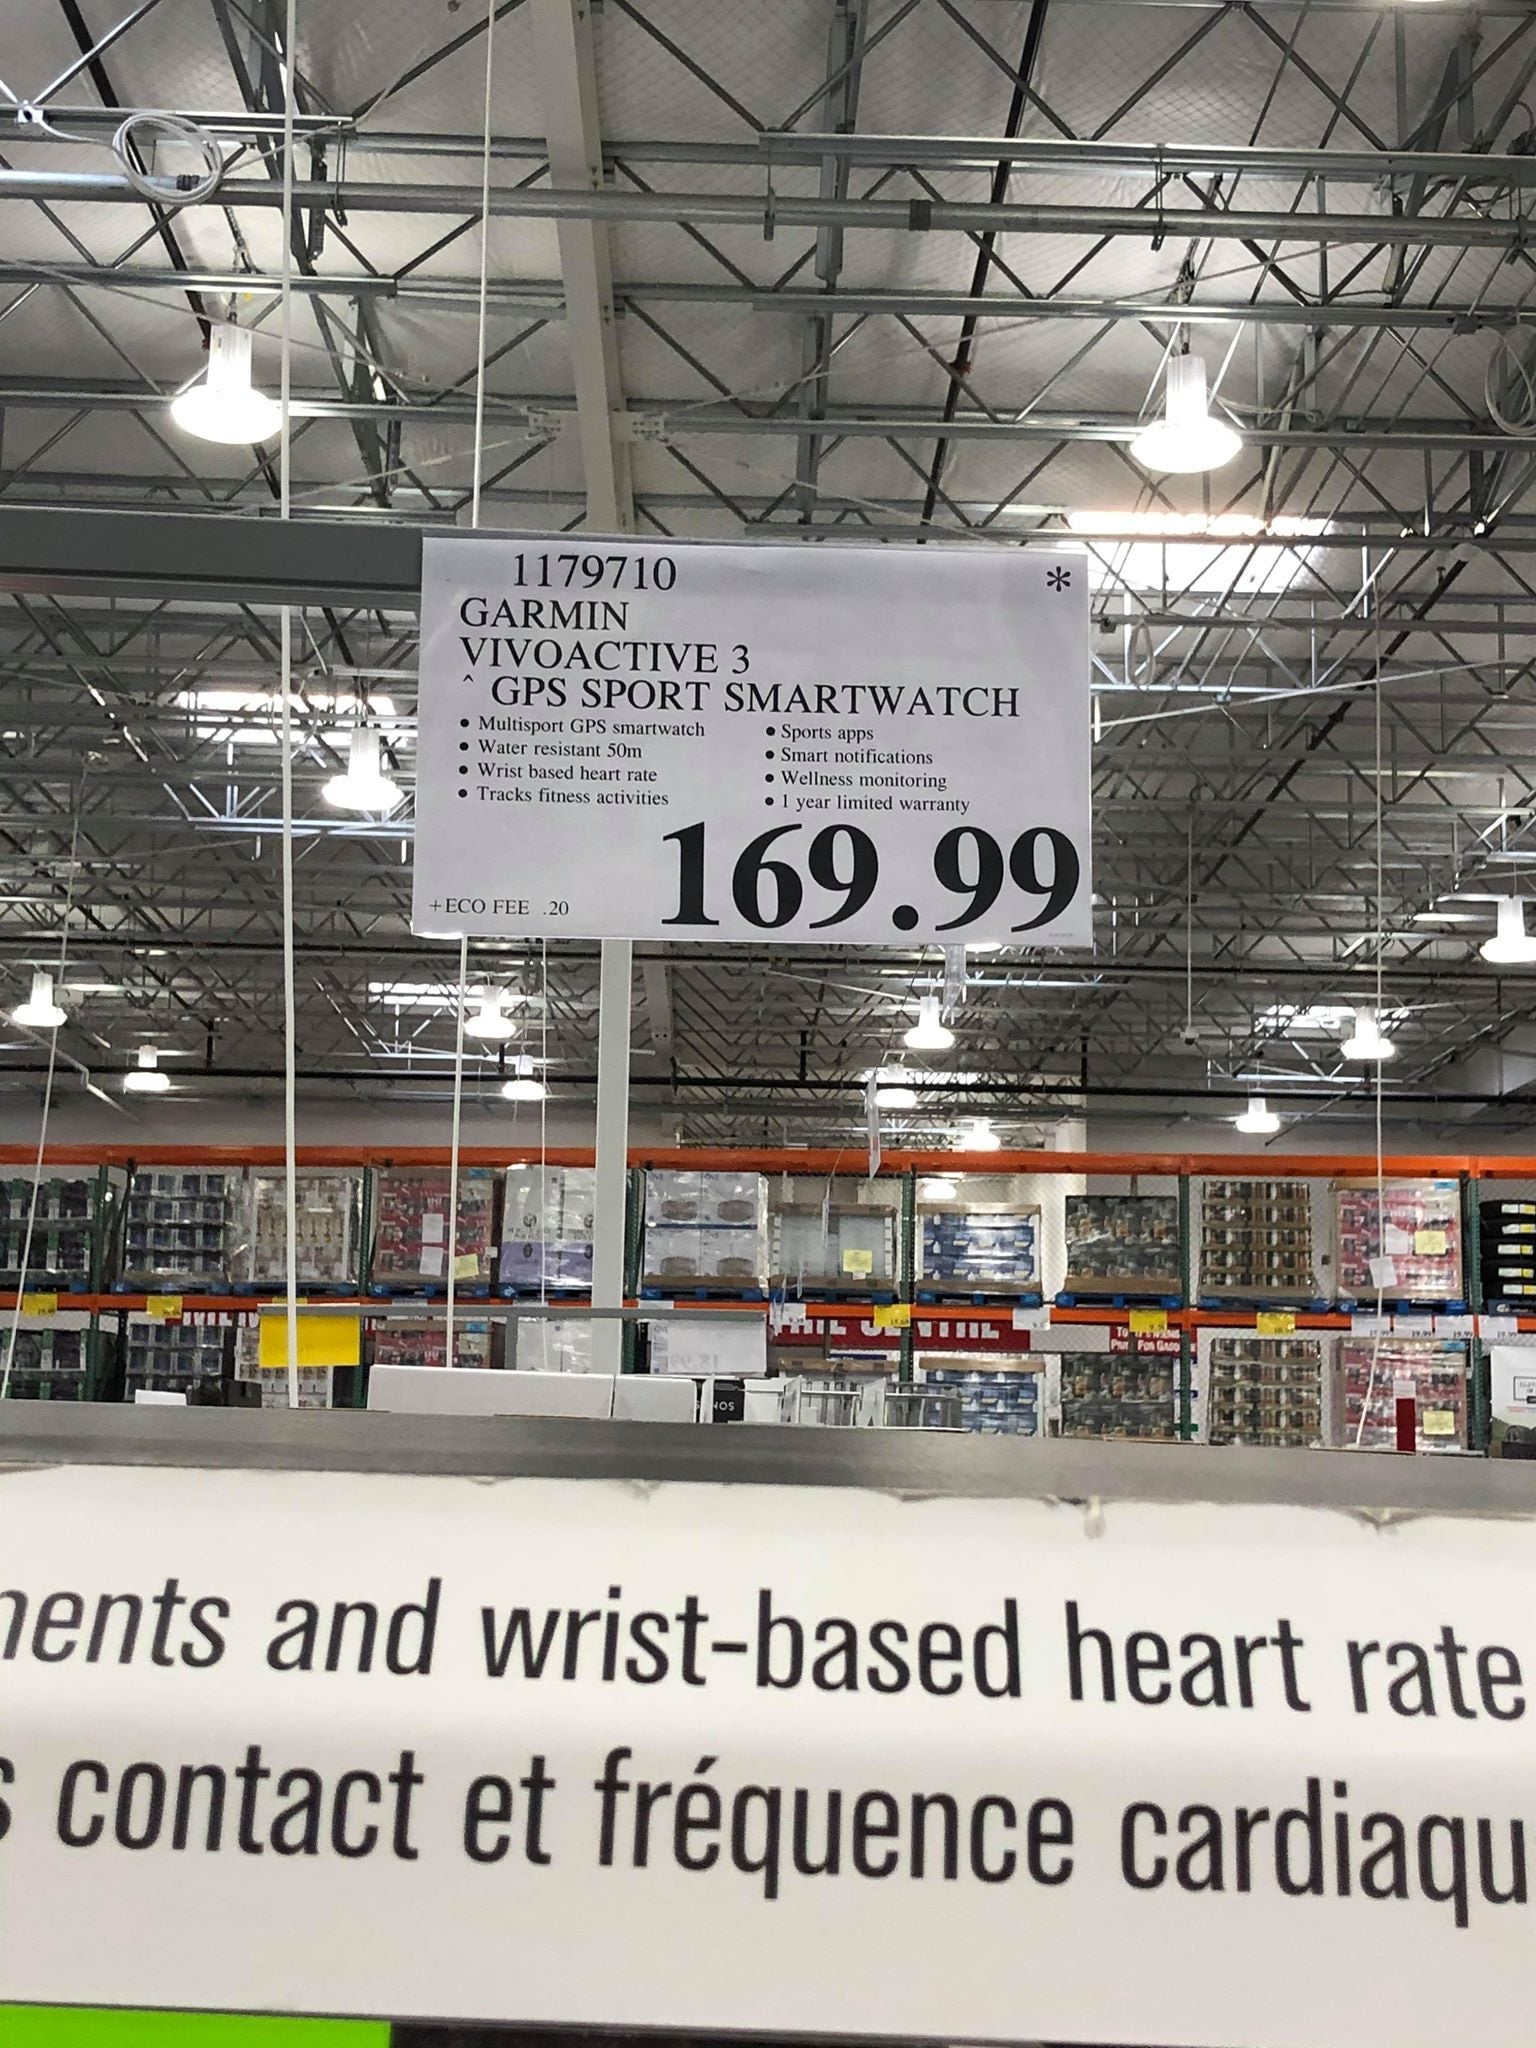 1179710
*
GARMIN
VIVOACTIVE 3
^ GPS SPORT SMARTWATCH
• Multisport GPS smartwatch
• Water resistant 50m
• Wrist based heart rate
• Tracks fitness activities
• Sports apps
• Smart notifications
• Wellness monitoring
• 1 year limited warranty
+ECO FEE .20
169.99
and wrist-based heart rate
contact et fréquence